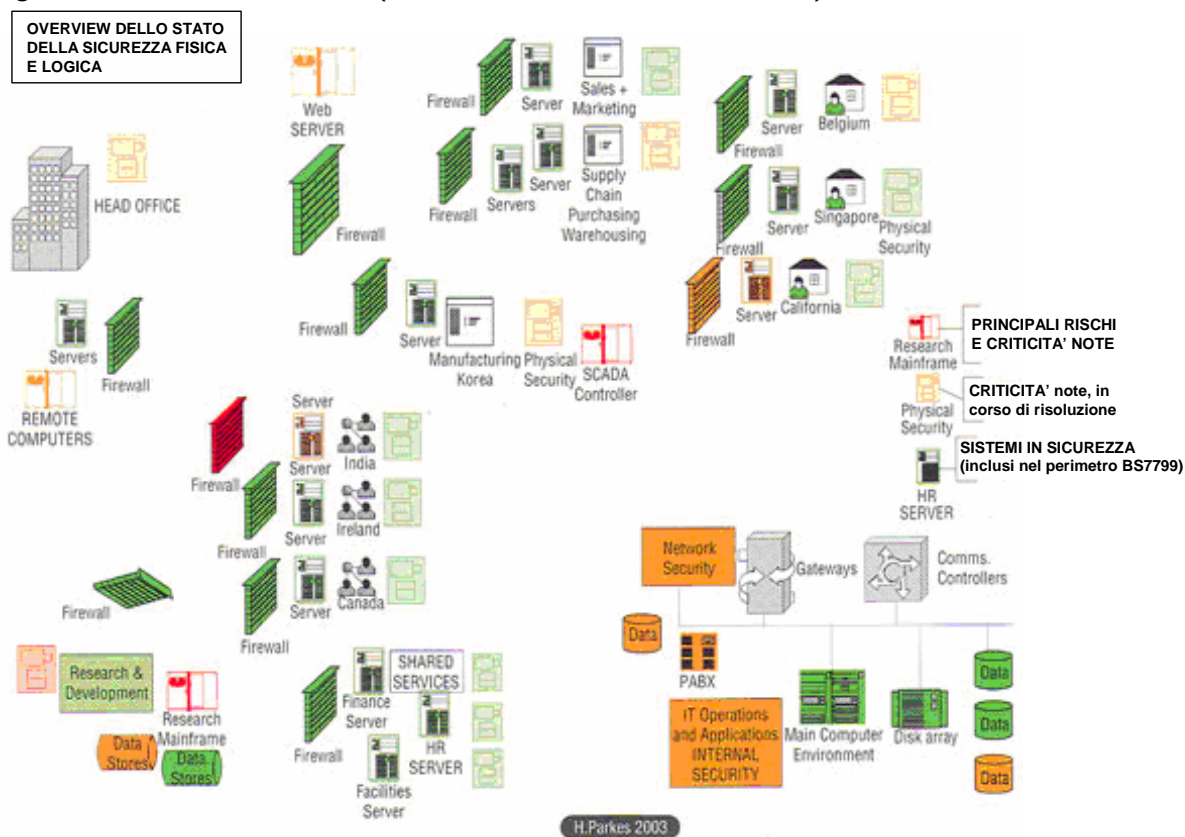 OVERVIEW DELLO STATO
DELLA SICUREZZA FISICA
E LOGICA
HEAD OFFICE
Web
SERVER
Firewall
Firewall
Server
Sales +
Marketing
Firewall
Servers
Server
Supply
Chain
Purchasing
Warehousing
Firewall
Server
Belgium
Firewall
Server
Singapore
Physical
Security
Firewall
Server
California
Servers
Firewall
REMOTE
COMPUTERS
Firewall
Server
Manufacturing
Korea
Physical
Security
SCADA
Controller
Research
Mainframe
PRINCIPALI RISCHI
E CRITICITA' NOTE
Physical
Security
CRITICITA' note, in
corso di risoluzione
HR
SERVER
SISTEMI IN SICUREZZA
(inclusi nel perimetro BS7799)
Server
Firewall
Server
India
Firewall
Server
Ireland
Firewall
Server
Canada
Firewall
Research &
Development
Research
Mainframe
Data
Stores
Data
Stores
Firewall
Finance
Server
SHARED
SERVICES
HR
SERVER
Facilities
Server
Network
Security
Gateways
Comms.
Controllers
Data
PABX
IT Operations
and Applications
INTERNAL
SECURITY
Main Computer
Environment
Disk array
Data
Data
Data
H.Parkes 2003